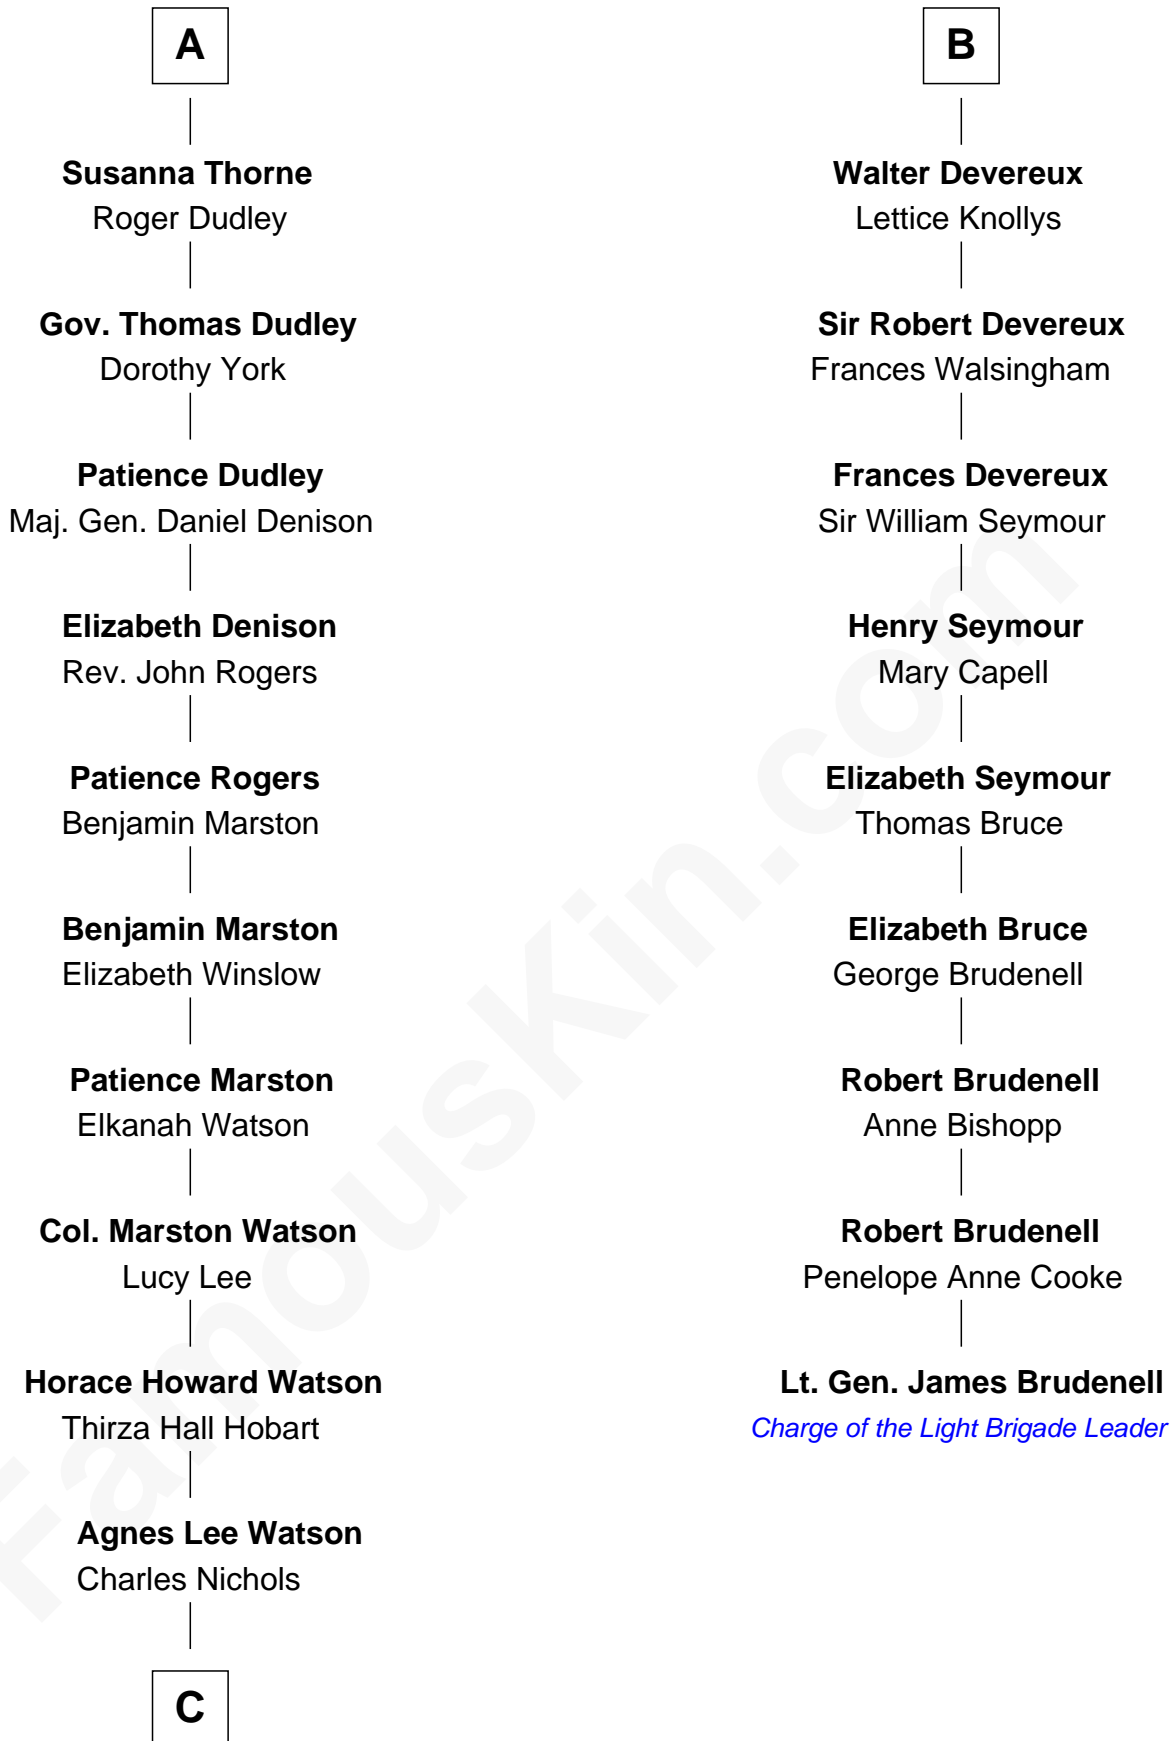 A
Susanna Thorne
Roger Dudley
Gov. Thomas Dudley
Dorothy York
Patience Dudley
Maj. Gen. Daniel Denison
Elizabeth Denison
Rev. John Rogers
Patience Rogers
Benjamin Marston
Benjamin Marston
Elizabeth Winslow
Patience Marston
Elkanah Watson
Col. Marston Watson
Lucy Lee
Horace Howard Watson
Thirza Hall Hobart
Agnes Lee Watson
Charles Nichols
C
B
Walter Devereux
Lettice Knollys
Sir Robert Devereux
Frances Walsingham
Frances Devereux
Sir William Seymour
Henry Seymour
Mary Capell
Elizabeth Seymour
Thomas Bruce
Elizabeth Bruce
George Brudenell
Robert Brudenell
Anne Bishopp
Robert Brudenell
Penelope Anne Cooke
Lt. Gen. James Brudenell
Charge of the Light Brigade Leader
FamousKin.com